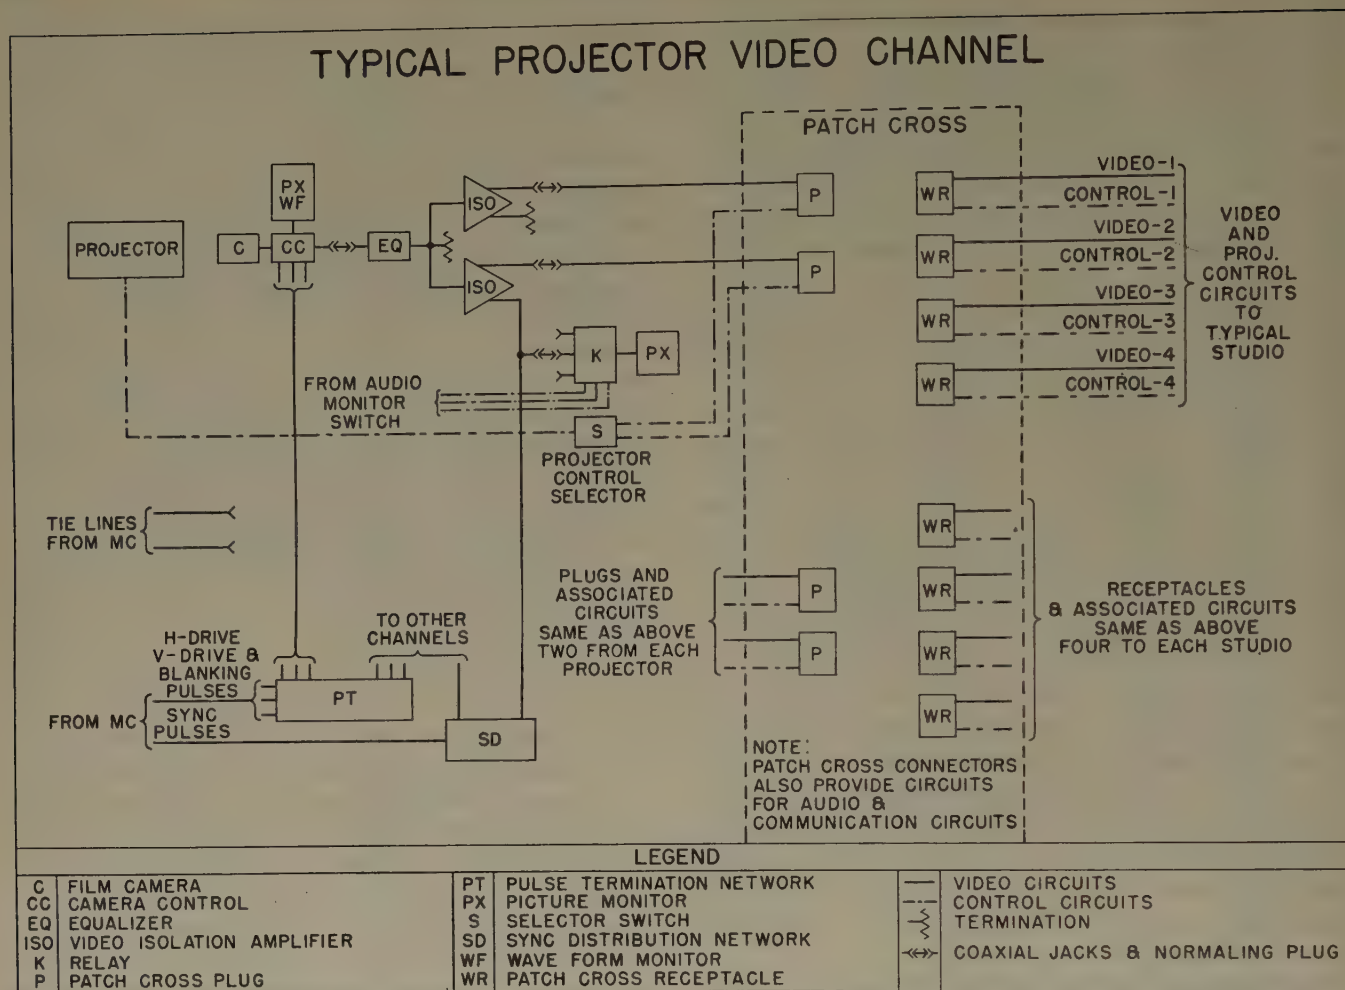 TYPICAL PROJECTOR VIDEO CHANNEL
PATCH CROSS
PX
WF
PROJECTOR
C
CC
EQ
ISO
ISO
P
P
WR
WR
WR
WR
VIDEO-1
CONTROL-1
VIDEO-2
CONTROL-2
VIDEO-3
CONTROL-3
VIDEO-4
CONTROL-4
VIDEO
AND
PROJ.
CONTROL
CIRCUITS
TO
TYPICAL
STUDIO
K
PX
FROM AUDIO
MONITOR
SWITCH
S
PROJECTOR
CONTROL
SELECTOR
TIE LINES
FROM MC
PLUGS AND
ASSOCIATED
CIRCUITS
SAME AS ABOVE
TWO FROM EACH
PROJECTOR
P
P
WR
WR
WR
WR
RECEPTACLES
& ASSOCIATED CIRCUITS
SAME AS ABOVE
FOUR TO EACH STUDIO
H-DRIVE
V-DRIVE &
BLANKING
PULSES
SYNC
PULSES
FROM MC
TO OTHER
CHANNELS
PT
SD
NOTE:
PATCH CROSS CONNECTORS
ALSO PROVIDE CIRCUITS
FOR AUDIO &
COMMUNICATION CIRCUITS
LEGEND
C FILM CAMERA
CC CAMERA CONTROL
EQ EQUALIZER
ISO VIDEO ISOLATION AMPLIFIER
K RELAY
P PATCH CROSS PLUG
PT PULSE TERMINATION NETWORK
PX PICTURE MONITOR
S SELECTOR SWITCH
SD SYNC DISTRIBUTION NETWORK
WF WAVE FORM MONITOR
WR PATCH CROSS RECEPTACLE
VIDEO CIRCUITS
CONTROL CIRCUITS
TERMINATION
COAXIAL JACKS & NORMALING PLUG